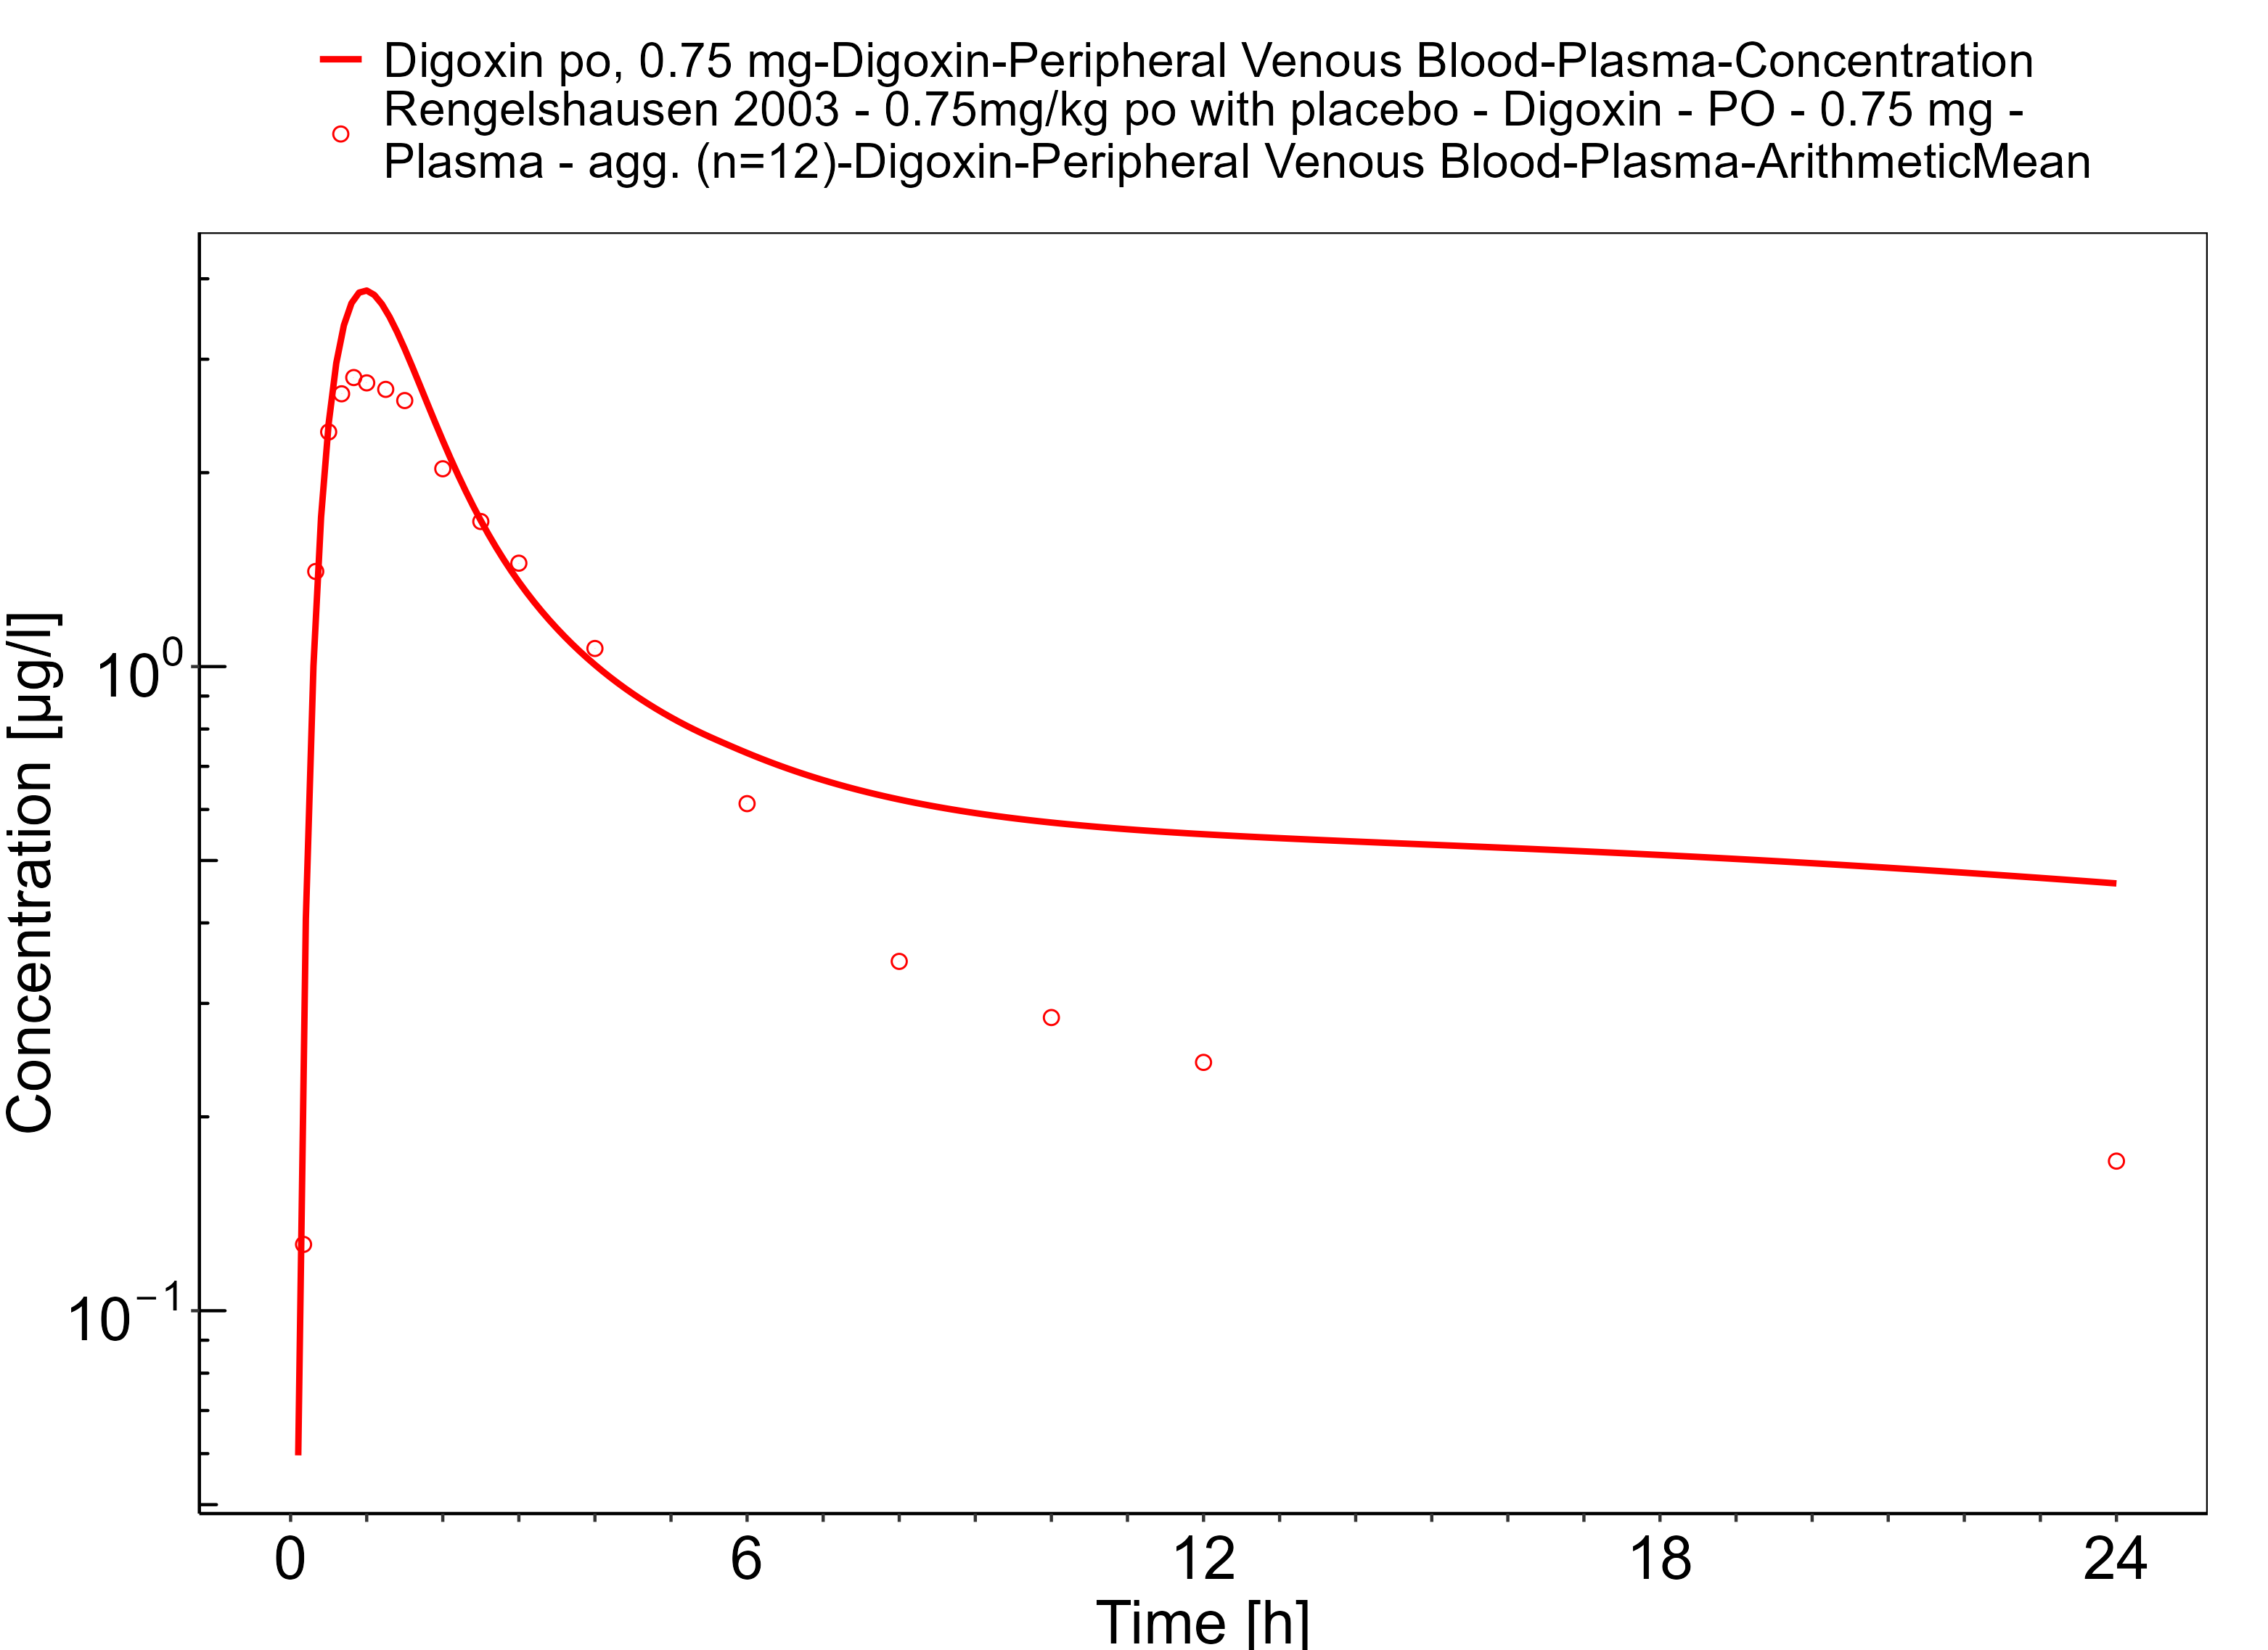 Digoxin po, 0.75 mg-Digoxin-Peripheral Venous Blood-Plasma-Concentration
Rengelshausen 2003 - 0.75mg/kg po with placebo - Digoxin - PO - 0.75 mg -
Plasma - agg. (n=12)-Digoxin-Peripheral Venous Blood-Plasma-ArithmeticMean
Concentration [µg/l]
10⁰
10⁻¹
0 6 12 18 24
Time [h]